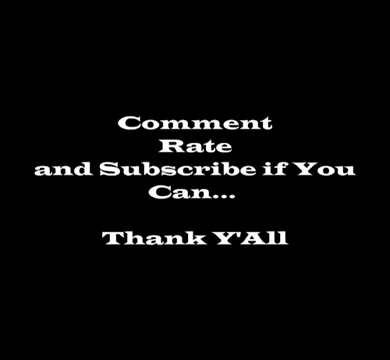 Comment
Rate
and Subscribe if You
Can...
Thank Y'All